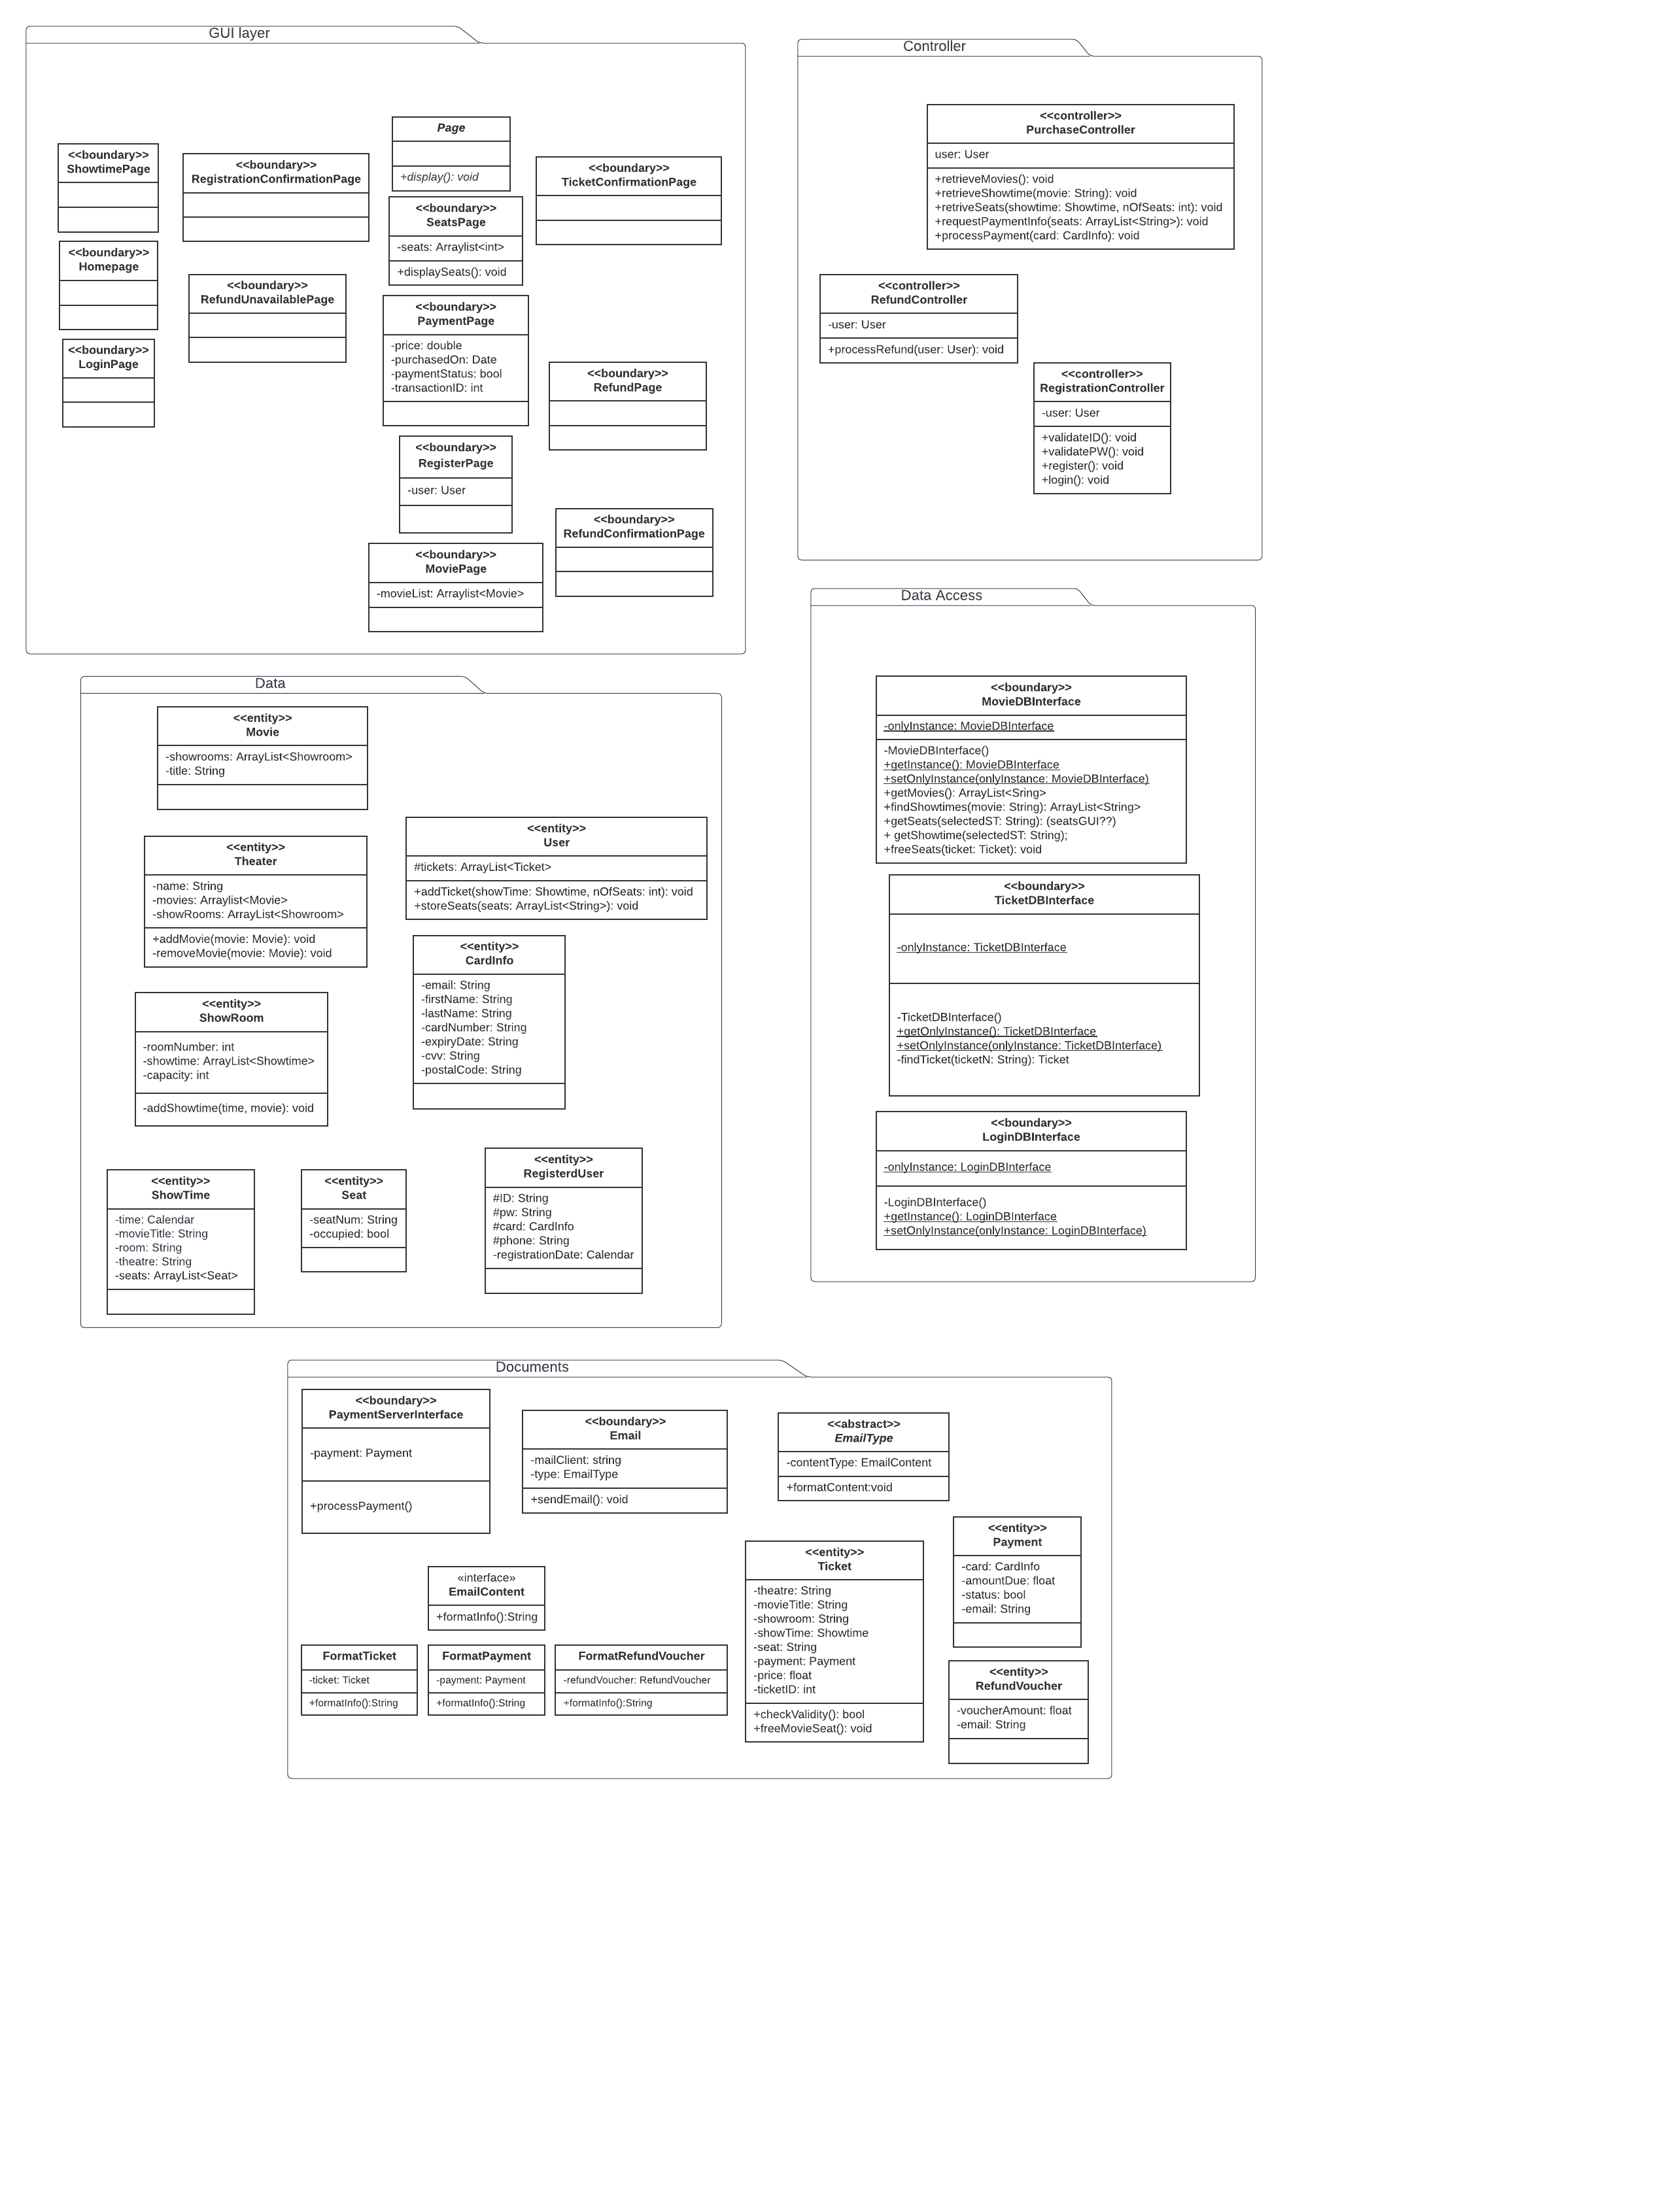 GUI layer
Page
+display(): void
<<boundary>>
ShowtimePage
<<boundary>>
RegistrationConfirmationPage
<<boundary>>
TicketConfirmationPage
<<boundary>>
SeatsPage
-seats: Arraylist<int>
+displaySeats(): void
<<boundary>>
Homepage
<<boundary>>
RefundUnavailablePage
<<boundary>>
PaymentPage
-price: double
-purchasedOn: Date
-paymentStatus: bool
-transactionID: int
<<boundary>>
LoginPage
<<boundary>>
RefundPage
<<boundary>>
RegisterPage
-user: User
<<boundary>>
RefundConfirmationPage
<<boundary>>
MoviePage
-movieList: Arraylist<Movie>
Controller
<<controller>>
PurchaseController
user: User
+retrieveMovies(): void
+retrieveShowtime(movie: String): void
+retriveSeats(showtime: Showtime, nOfSeats: int): void
+requestPaymentInfo(seats: ArrayList<String>): void
+processPayment(card: CardInfo): void
<<controller>>
RefundController
-user: User
+processRefund(user: User): void
<<controller>>
RegistrationController
-user: User
+validateID(): void
+validatePW(): void
+register(): void
+login(): void
Data
<<entity>>
Movie
-showrooms: ArrayList<Showroom>
-title: String
<<entity>>
Theater
-name: String
-movies: Arraylist<Movie>
-showRooms: ArrayList<Showroom>
+addMovie(movie: Movie): void
-removeMovie(movie: Movie): void
<<entity>>
User
#tickets: ArrayList<Ticket>
+addTicket(showTime: Showtime, nOfSeats: int): void
+storeSeats(seats: ArrayList<String>): void
<<entity>>
CardInfo
-email: String
-firstName: String
-lastName: String
-cardNumber: String
-expiryDate: String
-cvv: String
-postalCode: String
<<entity>>
ShowRoom
-roomNumber: int
-showtime: ArrayList<Showtime>
-capacity: int
-addShowtime(time, movie): void
<<entity>>
ShowTime
-time: Calendar
-movieTitle: String
-room: String
-theatre: String
-seats: ArrayList<Seat>
<<entity>>
Seat
-seatNum: String
-occupied: bool
<<entity>>
RegisterdUser
#ID: String
#pw: String
#card: CardInfo
#phone: String
-registrationDate: Calendar
Data Access
<<boundary>>
MovieDBInterface
-onlyInstance: MovieDBInterface
-MovieDBInterface()
+getInstance(): MovieDBInterface
+setOnlyInstance(onlyInstance: MovieDBInterface)
+getMovies(): ArrayList<Sring>
+findShowtimes(movie: String): ArrayList<String>
+getSeats(selectedST: String): (seatsGUI??)
+ getShowtime(selectedST: String);
+freeSeats(ticket: Ticket): void
<<boundary>>
TicketDBInterface
-onlyInstance: TicketDBInterface
-TicketDBInterface()
+getOnlyInstance(): TicketDBInterface
+setOnlyInstance(onlyInstance: TicketDBInterface)
-findTicket(ticketN: String): Ticket
<<boundary>>
LoginDBInterface
-onlyInstance: LoginDBInterface
-LoginDBInterface()
+getInstance(): LoginDBInterface
+setOnlyInstance(onlyInstance: LoginDBInterface)
Documents
<<boundary>>
PaymentServerInterface
-payment: Payment
+processPayment()
<<boundary>>
Email
-mailClient: string
-type: EmailType
+sendEmail(): void
<<abstract>>
EmailType
-contentType: EmailContent
+formatContent:void
«interface»
EmailContent
+formatInfo():String
FormatTicket
-ticket: Ticket
+formatInfo():String
FormatPayment
-payment: Payment
+formatInfo():String
FormatRefundVoucher
-refundVoucher: RefundVoucher
+formatInfo():String
<<entity>>
Ticket
-theatre: String
-movieTitle: String
-showroom: String
-showTime: Showtime
-seat: String
-payment: Payment
-price: float
-ticketID: int
+checkValidity(): bool
+freeMovieSeat(): void
<<entity>>
Payment
-card: CardInfo
-amountDue: float
-status: bool
-email: String
<<entity>>
RefundVoucher
-voucherAmount: float
-email: String